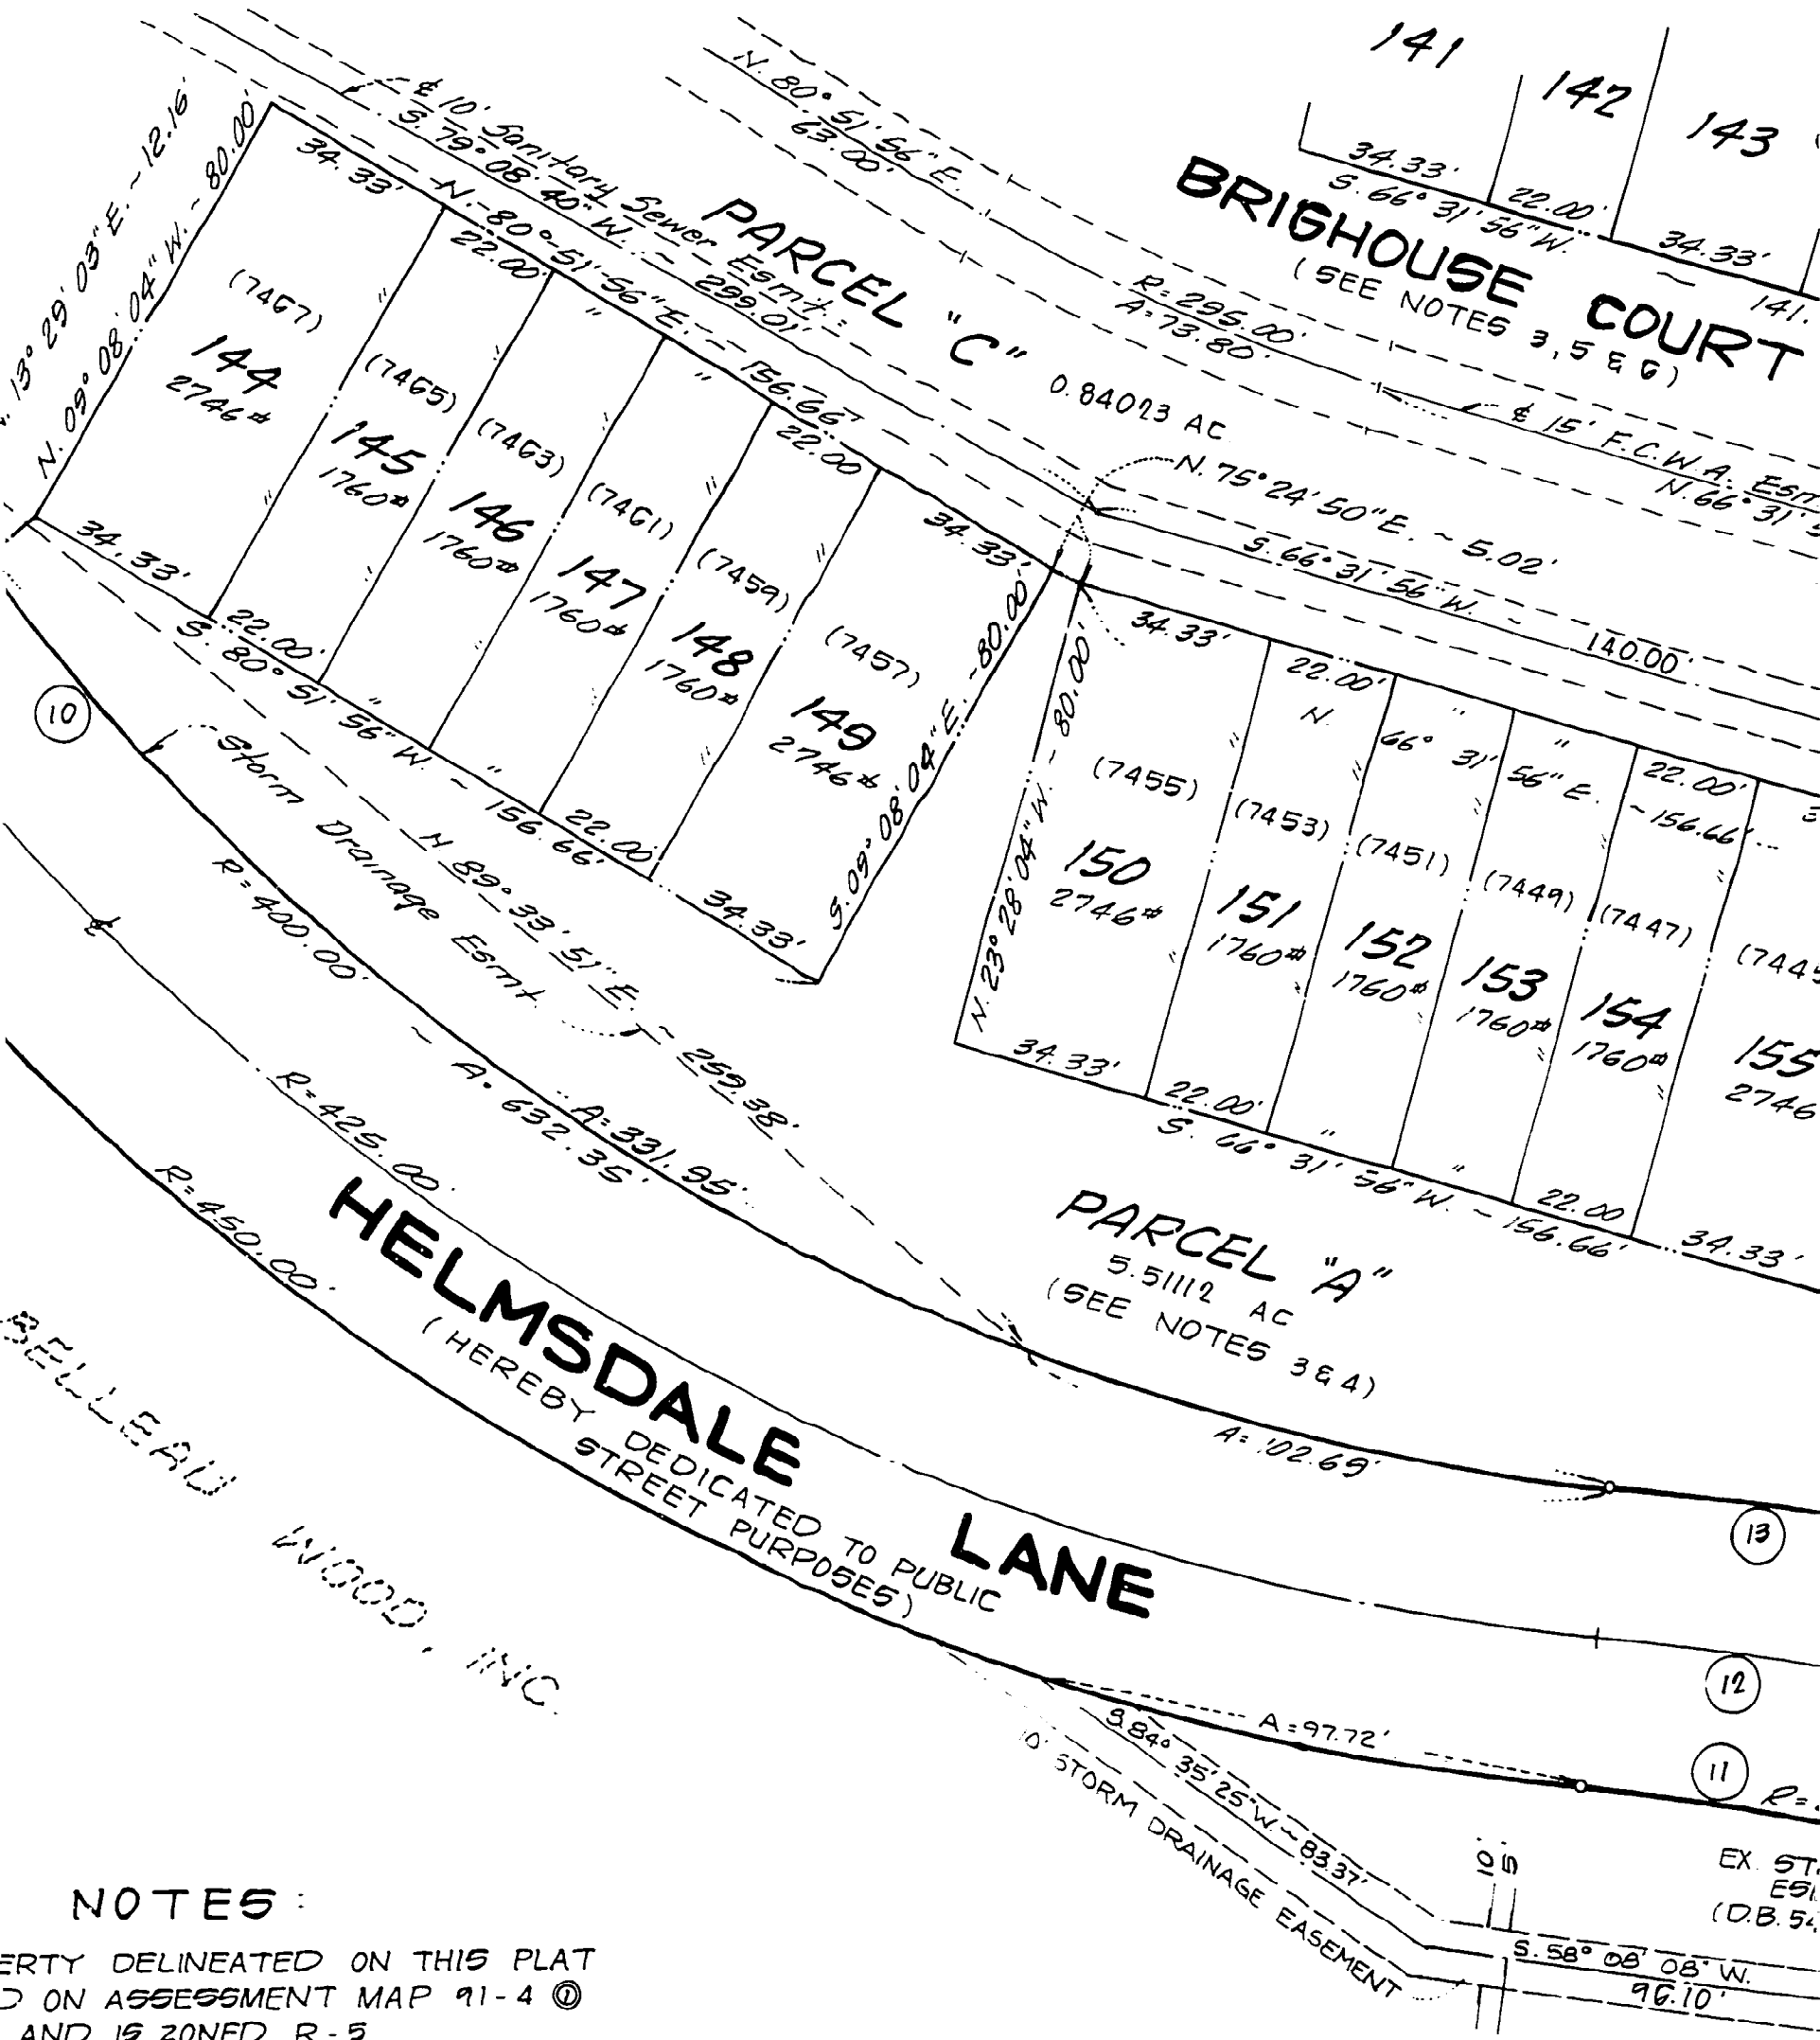 141
142
143
34.33'
22.00'
34.33'
S. 66° 31' 56" W.
141.
BRIGHOUSE COURT
(SEE NOTES 3, 5 & 6)
N. 80° 51' 56" E.
63.00'
R= 295.00'
A= 73.80'
℄ 15' F.C.W.A.
N. 66° 31'
℄ 10' Sanitary Sewer Esmt.
S. 79° 08' 40" W. ~ 299.01'
PARCEL "C"
0.84023 AC
N. 75° 24' 50" E. ~ 5.02'
S. 66° 31' 56" W.
140.00'
13° 29' 03" E. ~ 12.16'
N. 09° 08' 04" W. ~ 80.00'
34.33'
N. 80° 51' 56" E. ~ 156.66'
22.00'
"
"
22.00
34.33'
(7467)
144
2746#
(7465)
145
1760#
(7463)
146
1760#
(7461)
147
1760#
(7459)
148
1760#
(7457)
149
2746#
S. 09° 08' 04" E. ~ 80.00'
34.33'
22.00'
"
"
22.00'
34.33'
S. 80° 51' 56" W. ~ 156.66'
34.33'
22.00'
"
"
22.00'
N. 66° 31' 56" E. ~ 156.66'
N. 23° 28' 04" W. ~ 80.00'
(7455)
150
2746#
(7453)
151
1760#
(7451)
152
1760#
(7449)
153
1760#
(7447)
154
1760#
(7445
155
2746
34.33'
22.00'
"
"
22.00
34.33'
S. 66° 31' 56" W. ~ 156.66'
10
Storm Drainage Esmt.
N 89° 33' 51" E. ~ 259.38'
R= 400.00' ~ A= 632.35'
A= 331.95'
℄
R= 425.00'
R= 450.00'
PARCEL "A"
5.51112 AC
(SEE NOTES 3 & 4)
A= 102.69'
HELMSDALE LANE
(HEREBY DEDICATED TO PUBLIC
STREET PURPOSES)
13
12
11
BELLEAU WOOD, INC.
A = 97.72'
R=
S. 84° 35' 25" W. ~ 83.37'
10' STORM DRAINAGE EASEMENT
10'
5'
EX. ST
(D.B. 54
S. 58° 08' 08" W.
96.10'
NOTES:
ERTY DELINEATED ON THIS PLAT
D ON ASSESSMENT MAP 91-4 ①
AND IS ZONED R-5